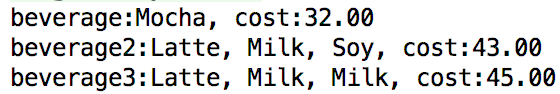 beverage:Mocha, cost:32.00
beverage2:Latte, Milk, Soy, cost:43.00
beverage3:Latte, Milk, Milk, cost:45.00